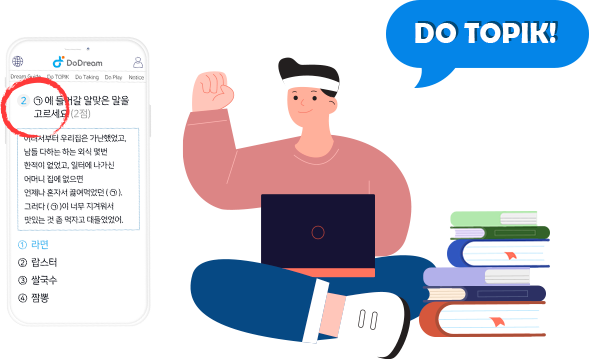 DO TOPIK!
DoDream
Dream Guide Do TOPIK Do Taking Do Play Notice
2 ㉠ 에 들어갈 알맞은 말을
고르세요 (2점)
어려서부터 우리집은 가난했었고,
남들 다하는 하는 외식 몇번
한적이 없었고, 일터에 나가신
어머니 집에 없으면
언제나 혼자서 끓여먹었던 ( ㉠ ).
그러다 ( ㉠ )이 너무 지겨워서
맛있는 것 좀 먹자고 대들었었어.
① 라면
② 랍스터
③ 쌀국수
④ 짬뽕